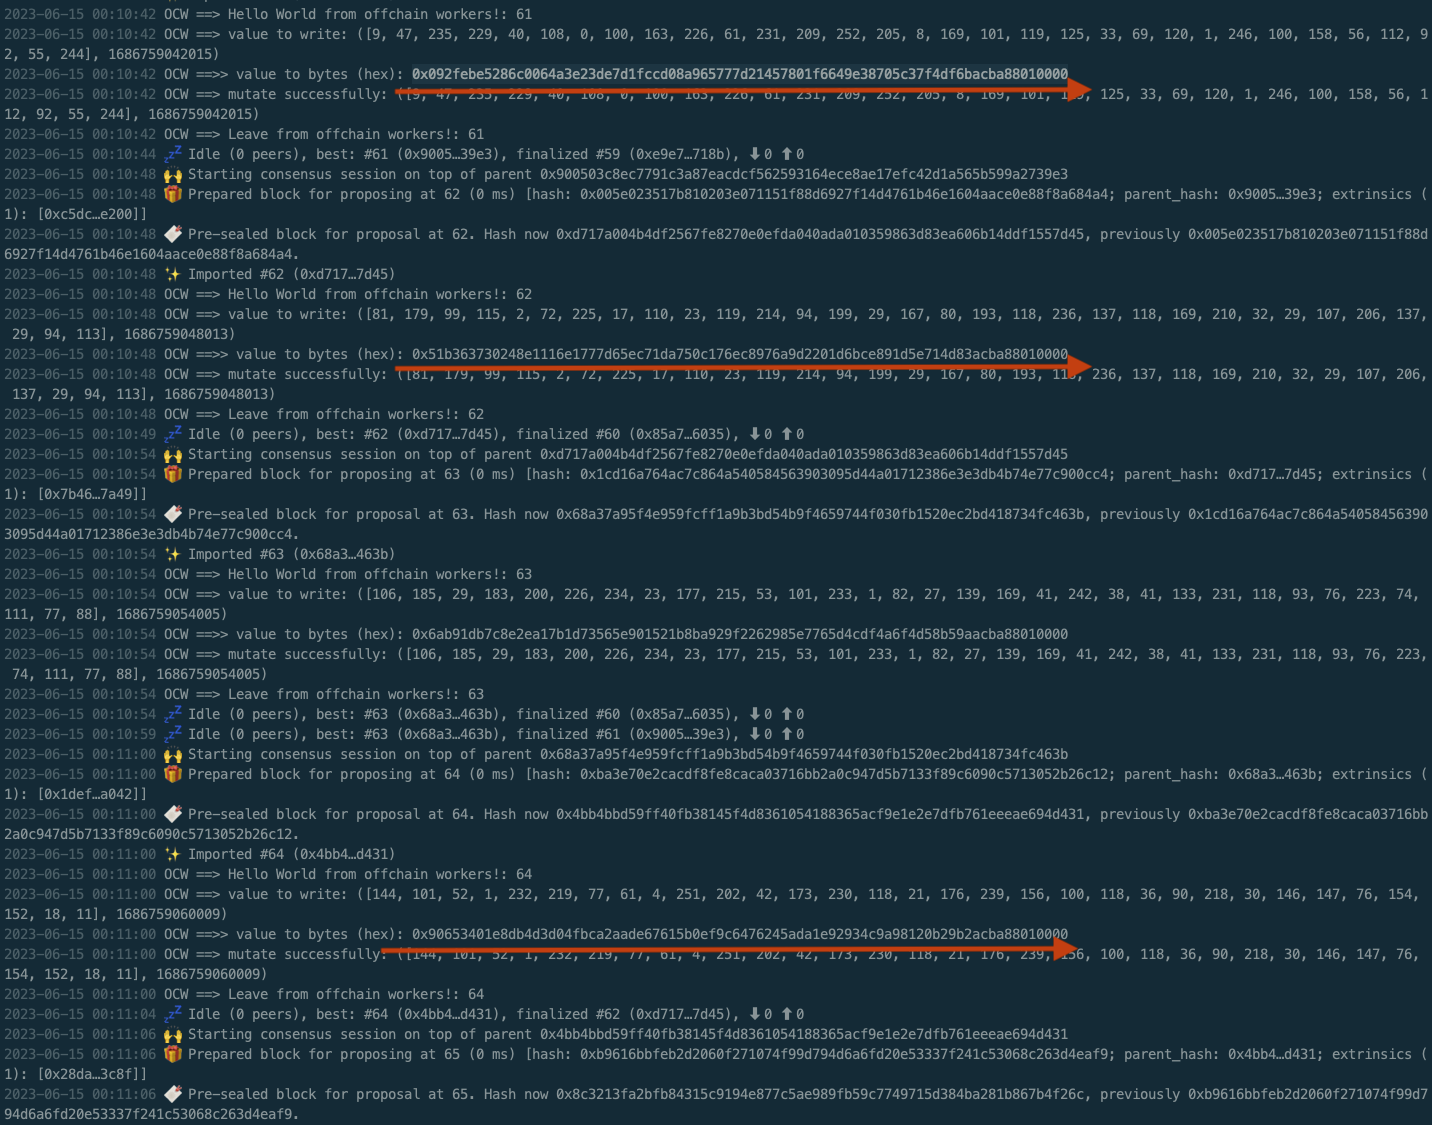 2023-06-15 00:10:42 OCW ==> Hello World from offchain workers!: 61
2023-06-15 00:10:42 OCW ==> value to write: ([9, 47, 235, 229, 40, 108, 0, 100, 163, 226, 61, 231, 209, 252, 205, 8, 169, 101, 119, 125, 33, 69, 120, 1, 246, 100, 158, 56, 112, 9
2, 55, 244], 1686759042015)
2023-06-15 00:10:42 OCW ==>> value to bytes (hex): 0x092febe5286c0064a3e23de7d1fccd08a965777d21457801f6649e38705c37f4df6bacba88010000
2023-06-15 00:10:42 OCW ==> mutate successfully: ([9, 47, 235, 229, 40, 108, 0, 100, 163, 226, 61, 231, 209, 252, 205, 8, 169, 101, 119, 125, 33, 69, 120, 1, 246, 100, 158, 56, 1
12, 92, 55, 244], 1686759042015)
2023-06-15 00:10:42 OCW ==> Leave from offchain workers!: 61
2023-06-15 00:10:44 💤 Idle (0 peers), best: #61 (0x9005…39e3), finalized #59 (0xe9e7…718b), ⬇ 0 ⬆ 0
2023-06-15 00:10:48 🙌 Starting consensus session on top of parent 0x900503c8ec7791c3a87eacdcf562593164ece8ae17efc42d1a565b599a2739e3
2023-06-15 00:10:48 🎁 Prepared block for proposing at 62 (0 ms) [hash: 0x005e023517b810203e071151f88d6927f14d4761b46e1604aace0e88f8a684a4; parent_hash: 0x9005…39e3; extrinsics (
1): [0xc5dc…e200]]
2023-06-15 00:10:48 🔖 Pre-sealed block for proposal at 62. Hash now 0xd717a004b4df2567fe8270e0efda040ada010359863d83ea606b14ddf1557d45, previously 0x005e023517b810203e071151f88d
6927f14d4761b46e1604aace0e88f8a684a4.
2023-06-15 00:10:48 ✨ Imported #62 (0xd717…7d45)
2023-06-15 00:10:48 OCW ==> Hello World from offchain workers!: 62
2023-06-15 00:10:48 OCW ==> value to write: ([81, 179, 99, 115, 2, 72, 225, 17, 110, 23, 119, 214, 94, 199, 29, 167, 80, 193, 118, 236, 137, 118, 169, 210, 32, 29, 107, 206, 137,
29, 94, 113], 1686759048013)
2023-06-15 00:10:48 OCW ==>> value to bytes (hex): 0x51b363730248e1116e1777d65ec71da750c176ec8976a9d2201d6bce891d5e714d83acba88010000
2023-06-15 00:10:48 OCW ==> mutate successfully: ([81, 179, 99, 115, 2, 72, 225, 17, 110, 23, 119, 214, 94, 199, 29, 167, 80, 193, 118, 236, 137, 118, 169, 210, 32, 29, 107, 206,
137, 29, 94, 113], 1686759048013)
2023-06-15 00:10:48 OCW ==> Leave from offchain workers!: 62
2023-06-15 00:10:49 💤 Idle (0 peers), best: #62 (0xd717…7d45), finalized #60 (0x85a7…6035), ⬇ 0 ⬆ 0
2023-06-15 00:10:54 🙌 Starting consensus session on top of parent 0xd717a004b4df2567fe8270e0efda040ada010359863d83ea606b14ddf1557d45
2023-06-15 00:10:54 🎁 Prepared block for proposing at 63 (0 ms) [hash: 0x1cd16a764ac7c864a540584563903095d44a01712386e3e3db4b74e77c900cc4; parent_hash: 0xd717…7d45; extrinsics (
1): [0x7b46…7a49]]
2023-06-15 00:10:54 🔖 Pre-sealed block for proposal at 63. Hash now 0x68a37a95f4e959fcff1a9b3bd54b9f4659744f030fb1520ec2bd418734fc463b, previously 0x1cd16a764ac7c864a54058456390
3095d44a01712386e3e3db4b74e77c900cc4.
2023-06-15 00:10:54 ✨ Imported #63 (0x68a3…463b)
2023-06-15 00:10:54 OCW ==> Hello World from offchain workers!: 63
2023-06-15 00:10:54 OCW ==> value to write: ([106, 185, 29, 183, 200, 226, 234, 23, 177, 215, 53, 101, 233, 1, 82, 27, 139, 169, 41, 242, 38, 41, 133, 231, 118, 93, 76, 223, 74,
111, 77, 88], 1686759054005)
2023-06-15 00:10:54 OCW ==>> value to bytes (hex): 0x6ab91db7c8e2ea17b1d73565e901521b8ba929f2262985e7765d4cdf4a6f4d58b59aacba88010000
2023-06-15 00:10:54 OCW ==> mutate successfully: ([106, 185, 29, 183, 200, 226, 234, 23, 177, 215, 53, 101, 233, 1, 82, 27, 139, 169, 41, 242, 38, 41, 133, 231, 118, 93, 76, 223,
74, 111, 77, 88], 1686759054005)
2023-06-15 00:10:54 OCW ==> Leave from offchain workers!: 63
2023-06-15 00:10:54 💤 Idle (0 peers), best: #63 (0x68a3…463b), finalized #60 (0x85a7…6035), ⬇ 0 ⬆ 0
2023-06-15 00:10:59 💤 Idle (0 peers), best: #63 (0x68a3…463b), finalized #61 (0x9005…39e3), ⬇ 0 ⬆ 0
2023-06-15 00:11:00 🙌 Starting consensus session on top of parent 0x68a37a95f4e959fcff1a9b3bd54b9f4659744f030fb1520ec2bd418734fc463b
2023-06-15 00:11:00 🎁 Prepared block for proposing at 64 (0 ms) [hash: 0xba3e70e2cacdf8fe8caca03716bb2a0c947d5b7133f89c6090c5713052b26c12; parent_hash: 0x68a3…463b; extrinsics (
1): [0x1def…a042]]
2023-06-15 00:11:00 🔖 Pre-sealed block for proposal at 64. Hash now 0x4bb4bbd59ff40fb38145f4d8361054188365acf9e1e2e7dfb761eeeae694d431, previously 0xba3e70e2cacdf8fe8caca03716bb
2a0c947d5b7133f89c6090c5713052b26c12.
2023-06-15 00:11:00 ✨ Imported #64 (0x4bb4…d431)
2023-06-15 00:11:00 OCW ==> Hello World from offchain workers!: 64
2023-06-15 00:11:00 OCW ==> value to write: ([144, 101, 52, 1, 232, 219, 77, 61, 4, 251, 202, 42, 173, 230, 118, 21, 176, 239, 156, 100, 118, 36, 90, 218, 30, 146, 147, 76, 154,
152, 18, 11], 1686759060009)
2023-06-15 00:11:00 OCW ==>> value to bytes (hex): 0x90653401e8db4d3d04fbca2aade67615b0ef9c6476245ada1e92934c9a98120b29b2acba88010000
2023-06-15 00:11:00 OCW ==> mutate successfully: ([144, 101, 52, 1, 232, 219, 77, 61, 4, 251, 202, 42, 173, 230, 118, 21, 176, 239, 156, 100, 118, 36, 90, 218, 30, 146, 147, 76,
154, 152, 18, 11], 1686759060009)
2023-06-15 00:11:00 OCW ==> Leave from offchain workers!: 64
2023-06-15 00:11:04 💤 Idle (0 peers), best: #64 (0x4bb4…d431), finalized #62 (0xd717…7d45), ⬇ 0 ⬆ 0
2023-06-15 00:11:06 🙌 Starting consensus session on top of parent 0x4bb4bbd59ff40fb38145f4d8361054188365acf9e1e2e7dfb761eeeae694d431
2023-06-15 00:11:06 🎁 Prepared block for proposing at 65 (0 ms) [hash: 0xb9616bbfeb2d2060f271074f99d794d6a6fd20e53337f241c53068c263d4eaf9; parent_hash: 0x4bb4…d431; extrinsics (
1): [0x28da…3c8f]]
2023-06-15 00:11:06 🔖 Pre-sealed block for proposal at 65. Hash now 0x8c3213fa2bfb84315c9194e877c5ae989fb59c7749715d384ba281b867b4f26c, previously 0xb9616bbfeb2d2060f271074f99d7
94d6a6fd20e53337f241c53068c263d4eaf9.